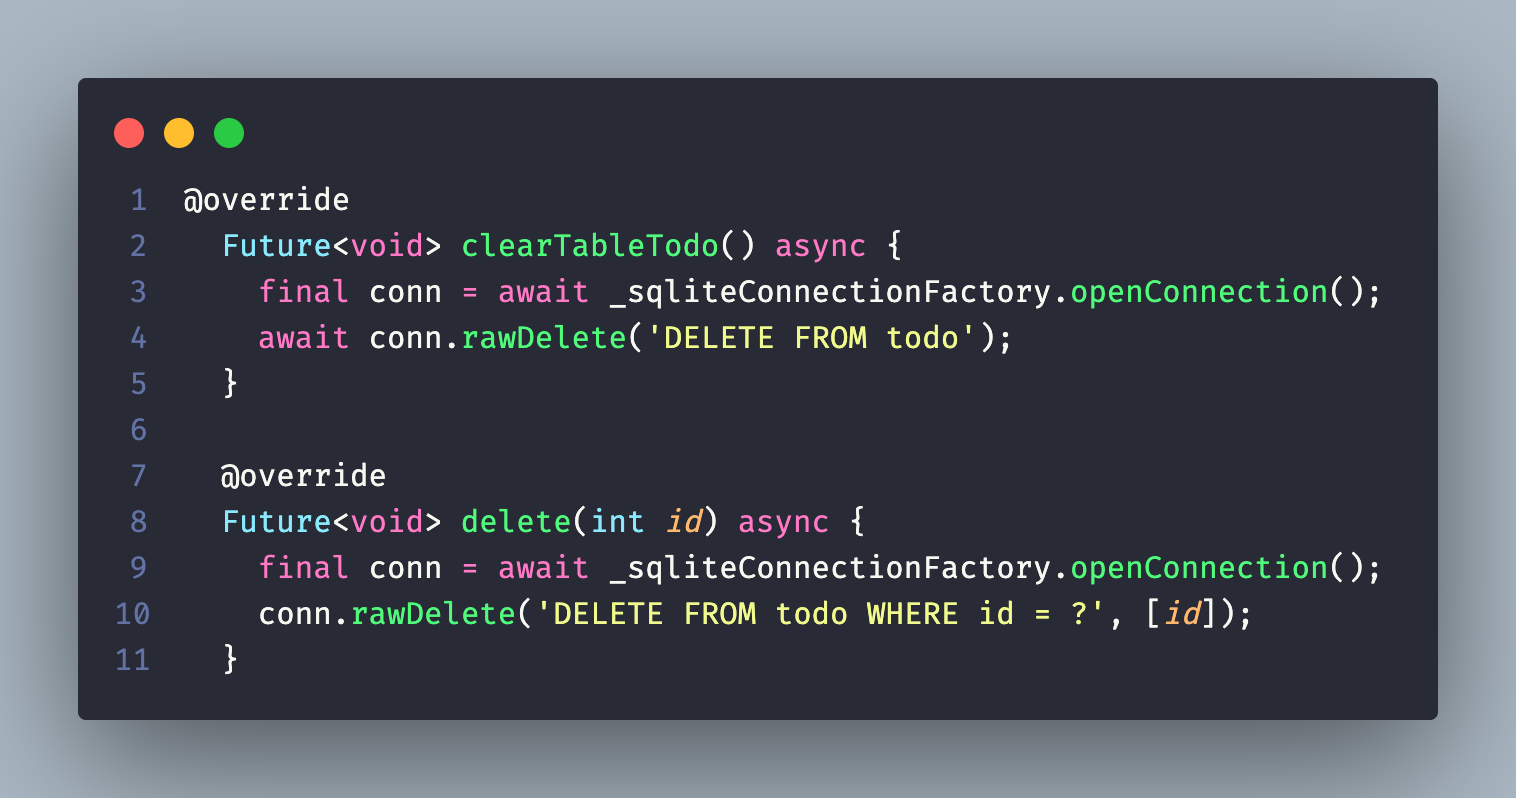 1 @override
2   Future<void> clearTableTodo() async {
3     final conn = await _sqliteConnectionFactory.openConnection();
4     await conn.rawDelete('DELETE FROM todo');
5   }
6
7   @override
8   Future<void> delete(int id) async {
9     final conn = await _sqliteConnectionFactory.openConnection();
10     conn.rawDelete('DELETE FROM todo WHERE id = ?', [id]);
11   }